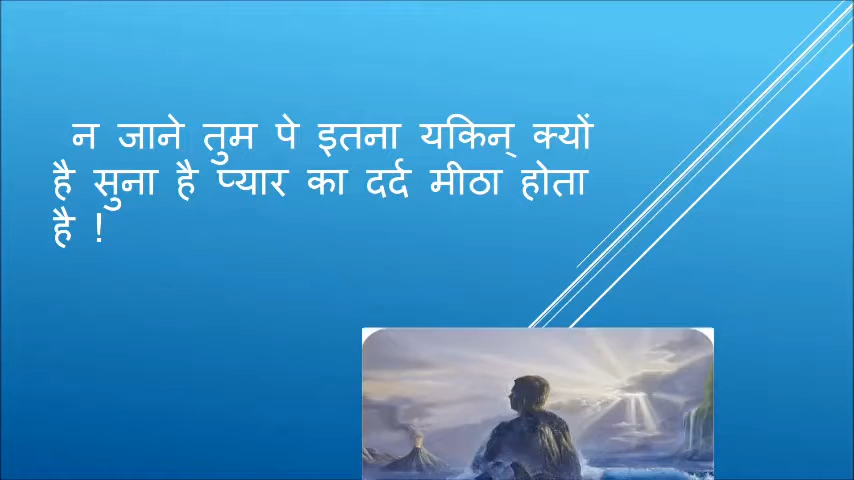 न जाने तुम पे इतना यकिन् क्यों
है सुना है प्यार का दर्द मीठा होता
है !